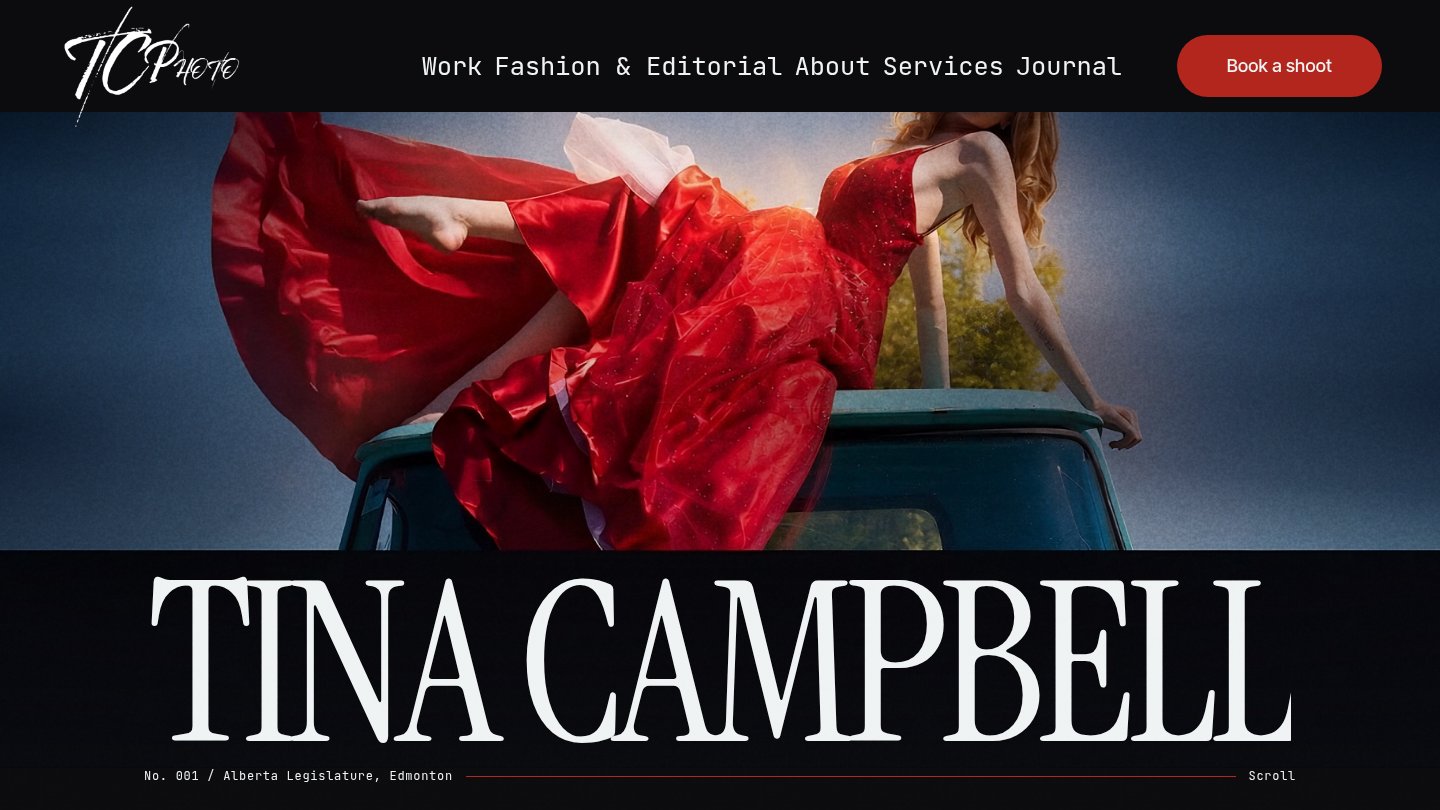 TCPHOTO
Work Fashion & Editorial About Services Journal
Book a shoot
TINA CAMPBELL
No. 001 / Alberta Legislature, Edmonton
Scroll